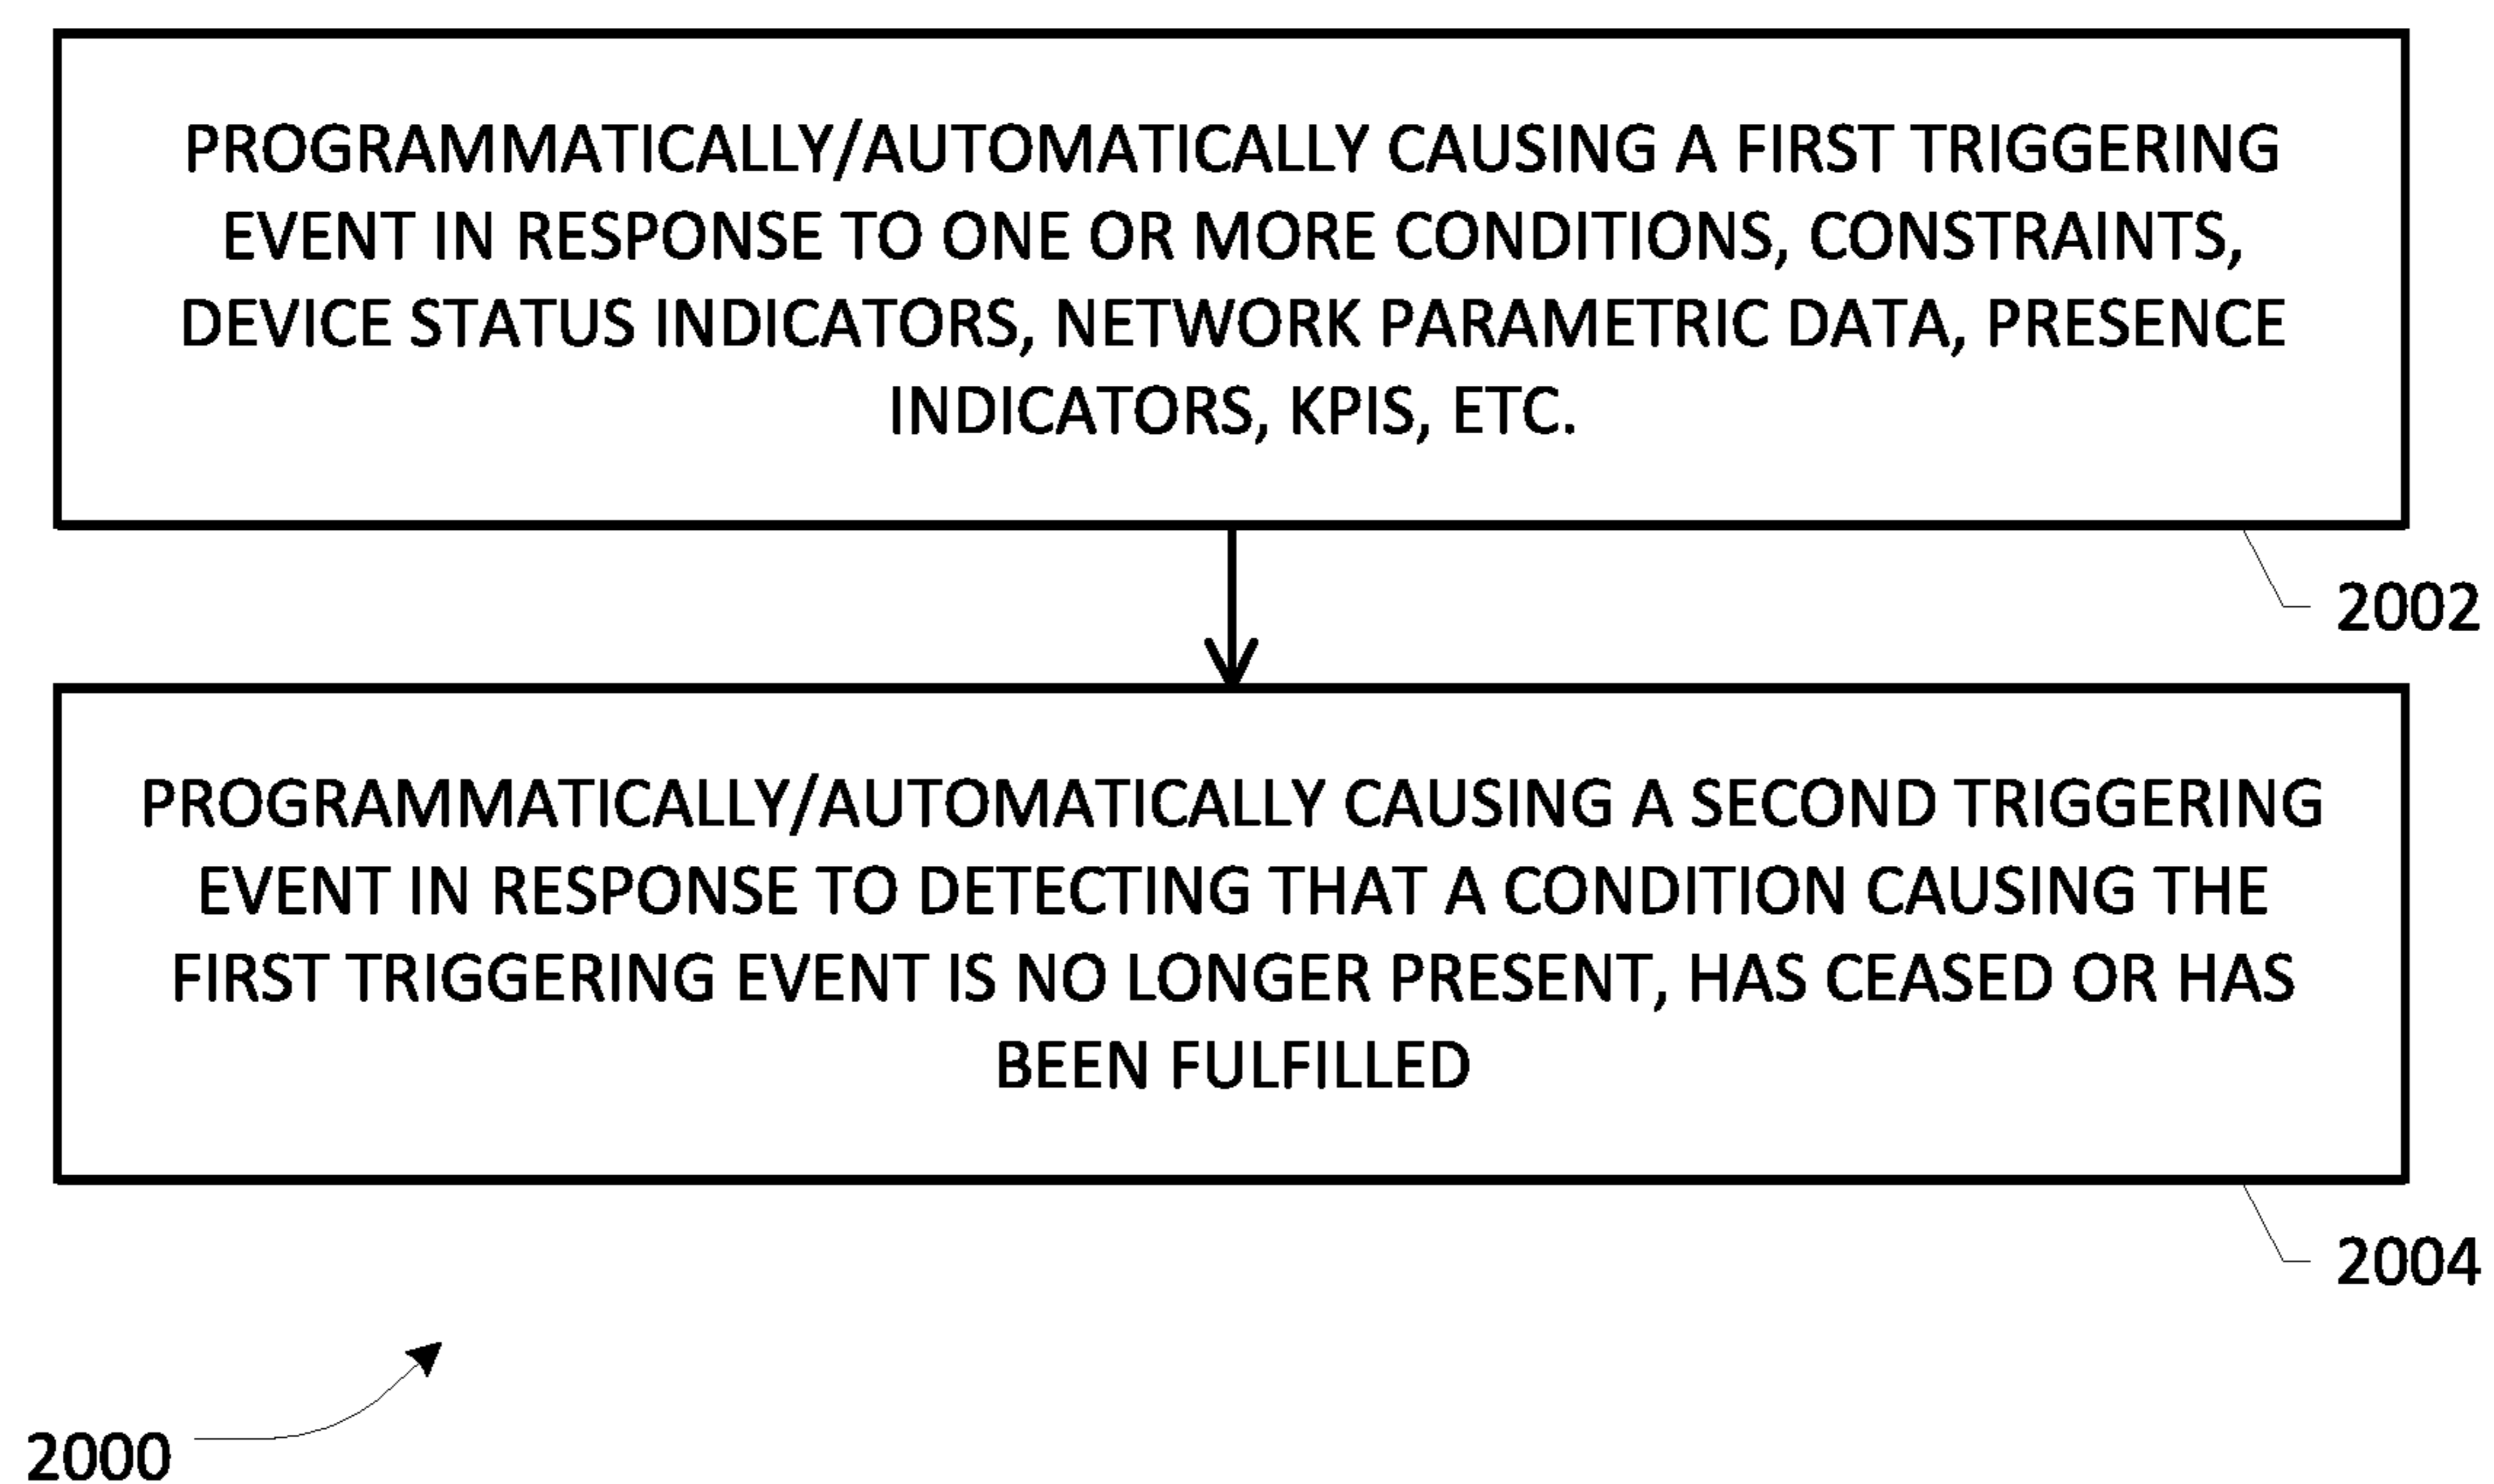 PROGRAMMATICALLY/AUTOMATICALLY CAUSING A FIRST TRIGGERING
EVENT IN RESPONSE TO ONE OR MORE CONDITIONS, CONSTRAINTS,
DEVICE STATUS INDICATORS, NETWORK PARAMETRIC DATA, PRESENCE
INDICATORS, KPIS, ETC.
2002
PROGRAMMATICALLY/AUTOMATICALLY CAUSING A SECOND TRIGGERING
EVENT IN RESPONSE TO DETECTING THAT A CONDITION CAUSING THE
FIRST TRIGGERING EVENT IS NO LONGER PRESENT, HAS CEASED OR HAS
BEEN FULFILLED
2004
2000